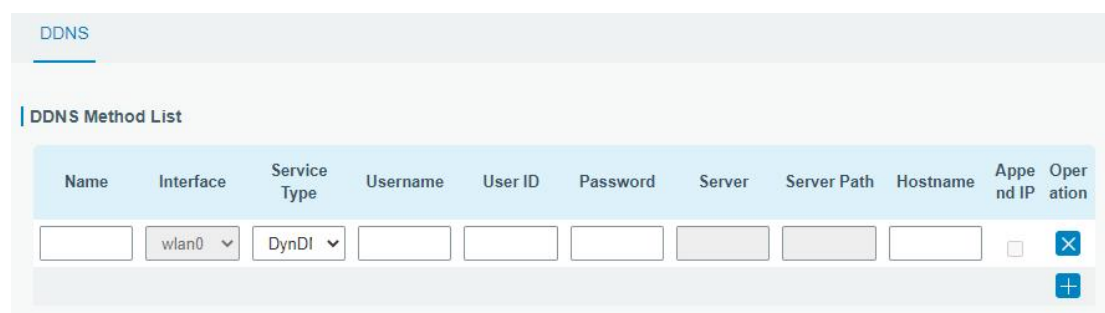 DDNS
DDNS Method List
Name Interface Service Type Username User ID Password Server Server Path Hostname Appe nd IP Oper ation
wlan0 DynDI